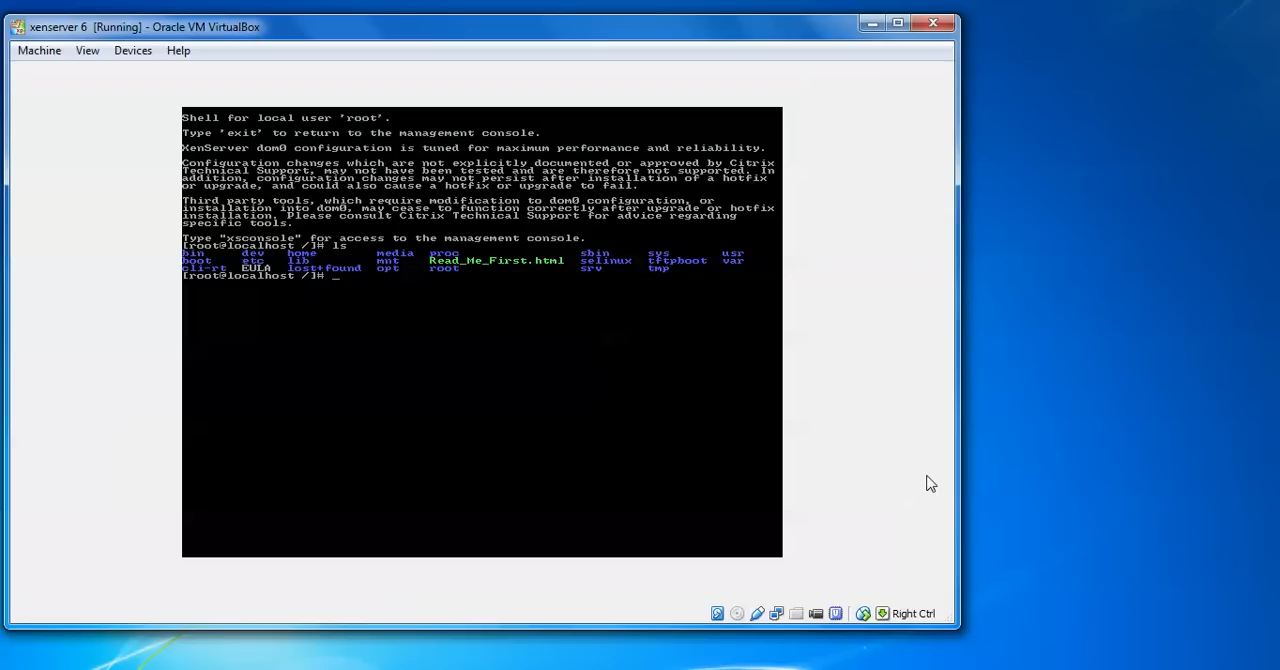 xenserver 6 [Running] - Oracle VM VirtualBox
Machine View Devices Help
Shell for local user 'root'.
Type 'exit' to return to the management console.
XenServer dom0 configuration is tuned for maximum performance and reliability.
Configuration changes which are not explicitly documented or approved by Citrix
Technical Support, may not have been tested and are therefore not supported. In
addition, configuration changes may not persist after installation of a hotfix
or upgrade, and could also cause a hotfix or upgrade to fail.
Third party tools, which require modification to dom0 configuration, or
installation into dom0, may cease to function correctly after upgrade or hotfix
installation. Please consult Citrix Technical Support for advice regarding
specific tools.
Type "xsconsole" for access to the management console.
[root@localhost /]# ls
bin dev home media proc sbin sys usr
boot etc lib mnt Read_Me_First.html selinux tftpboot var
cli-rt EULA lost+found opt root srv tmp
[root@localhost /]# _
Right Ctrl